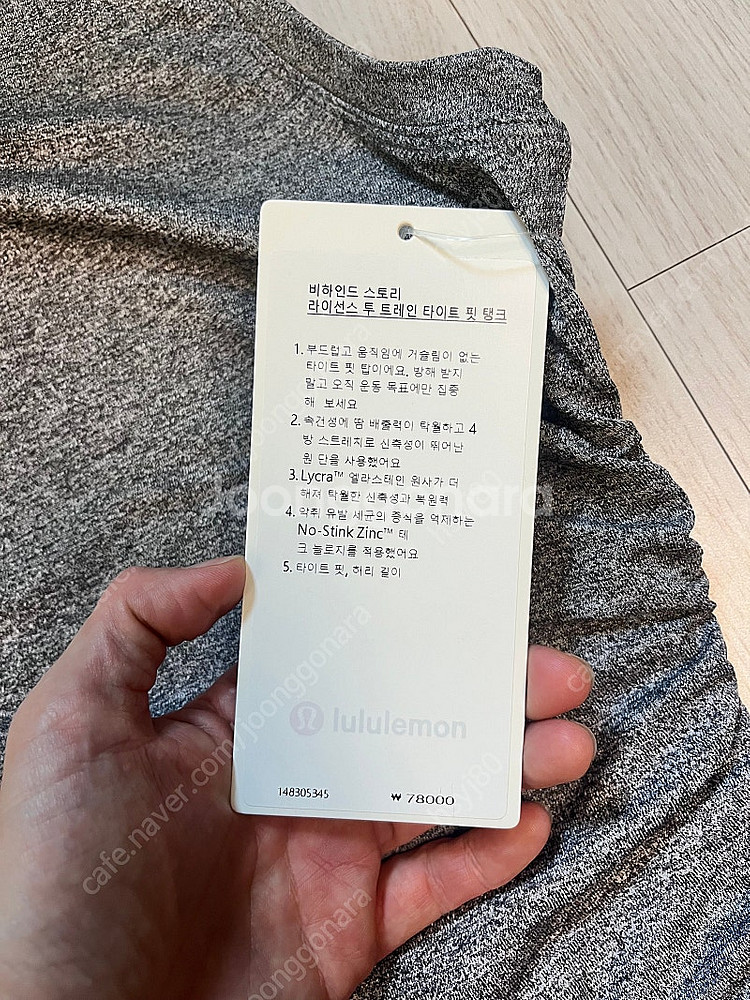 비하인드 스토리
라이선스 투 트레인 타이트 핏 탱크
1. 부드럽고 움직임에 거슬림이 없는
타이트 핏 탑이에요. 방해 받지
말고 오직 운동 목표에만 집중
해 보세요
2. 속건성에 땀 배출력이 탁월하고 4
방 스트레치로 신축성이 뛰어난
원 단을 사용했어요
3. Lycra™ 엘라스테인 원사가 더
해져 탁월한 신축성과 복원력
4. 악취 유발 세균의 증식을 억제하는
No-Stink Zinc™ 테
크 놀로지를 적용했어요
5. 타이트 핏, 허리 길이
Joonggonara
lululemon
148305345 ₩ 78000
cafe.naver.com/joonggonara